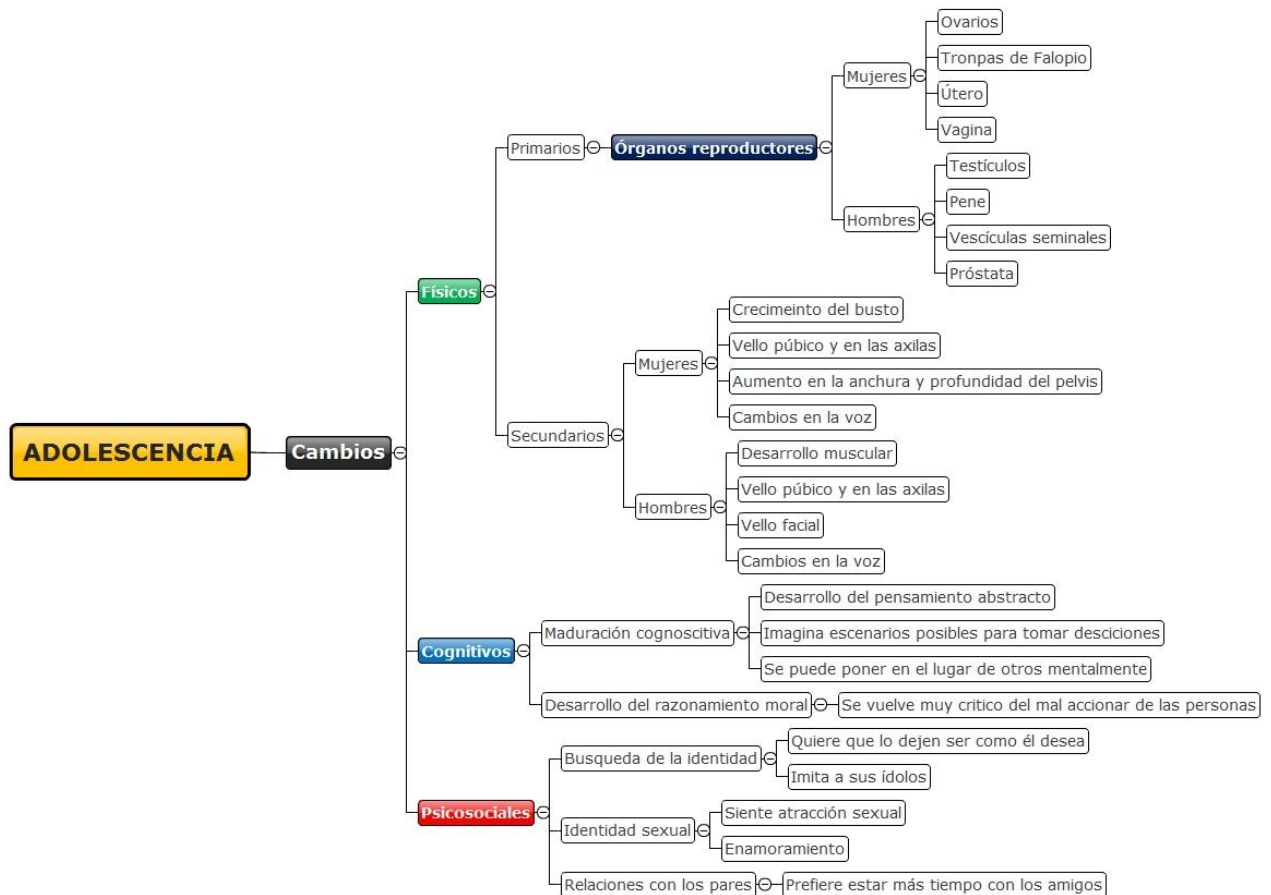 ADOLESCENCIA
Cambios
Físicos
Primarios
Órganos reproductores
Mujeres
Ovarios
Tronpas de Falopio
Útero
Vagina
Hombres
Testículos
Pene
Vescículas seminales
Próstata
Secundarios
Mujeres
Crecimeinto del busto
Vello púbico y en las axilas
Aumento en la anchura y profundidad del pelvis
Cambios en la voz
Hombres
Desarrollo muscular
Vello púbico y en las axilas
Vello facial
Cambios en la voz
Cognitivos
Maduración cognoscitiva
Desarrollo del pensamiento abstracto
Imagina escenarios posibles para tomar desciciones
Se puede poner en el lugar de otros mentalmente
Desarrollo del razonamiento moral
Se vuelve muy critico del mal accionar de las personas
Psicosociales
Busqueda de la identidad
Quiere que lo dejen ser como él desea
Imita a sus ídolos
Identidad sexual
Siente atracción sexual
Enamoramiento
Relaciones con los pares
Prefiere estar más tiempo con los amigos